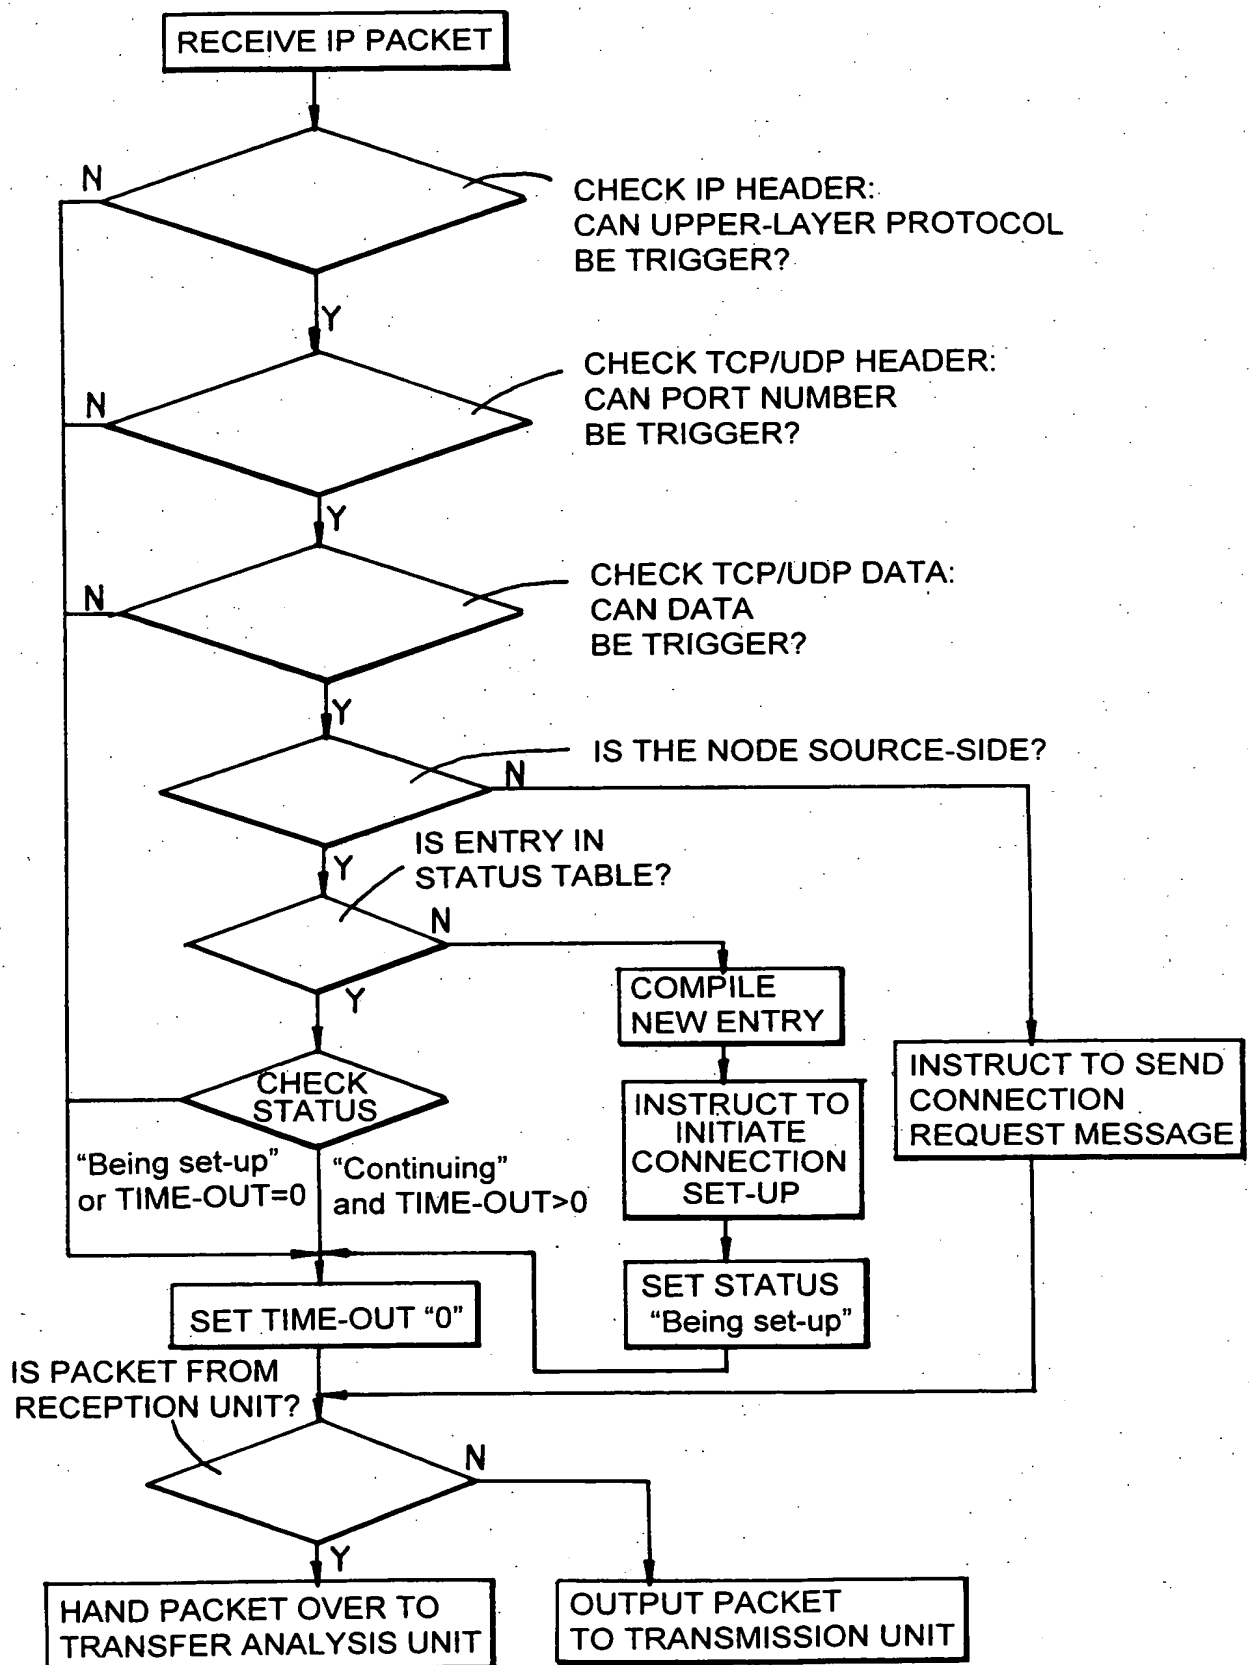 RECEIVE IP PACKET
N
CHECK IP HEADER:
CAN UPPER-LAYER PROTOCOL
BE TRIGGER?
Y
N
CHECK TCP/UDP HEADER:
CAN PORT NUMBER
BE TRIGGER?
Y
N
CHECK TCP/UDP DATA:
CAN DATA
BE TRIGGER?
Y
IS THE NODE SOURCE-SIDE?
N
Y
IS ENTRY IN
STATUS TABLE?
N
Y
COMPILE
NEW ENTRY
CHECK
STATUS
INSTRUCT TO
INITIATE
CONNECTION
SET-UP
INSTRUCT TO SEND
CONNECTION
REQUEST MESSAGE
“Being set-up”
or TIME-OUT=0
“Continuing”
and TIME-OUT>0
SET STATUS
“Being set-up”
SET TIME-OUT “0”
IS PACKET FROM
RECEPTION UNIT?
N
Y
HAND PACKET OVER TO
TRANSFER ANALYSIS UNIT
OUTPUT PACKET
TO TRANSMISSION UNIT